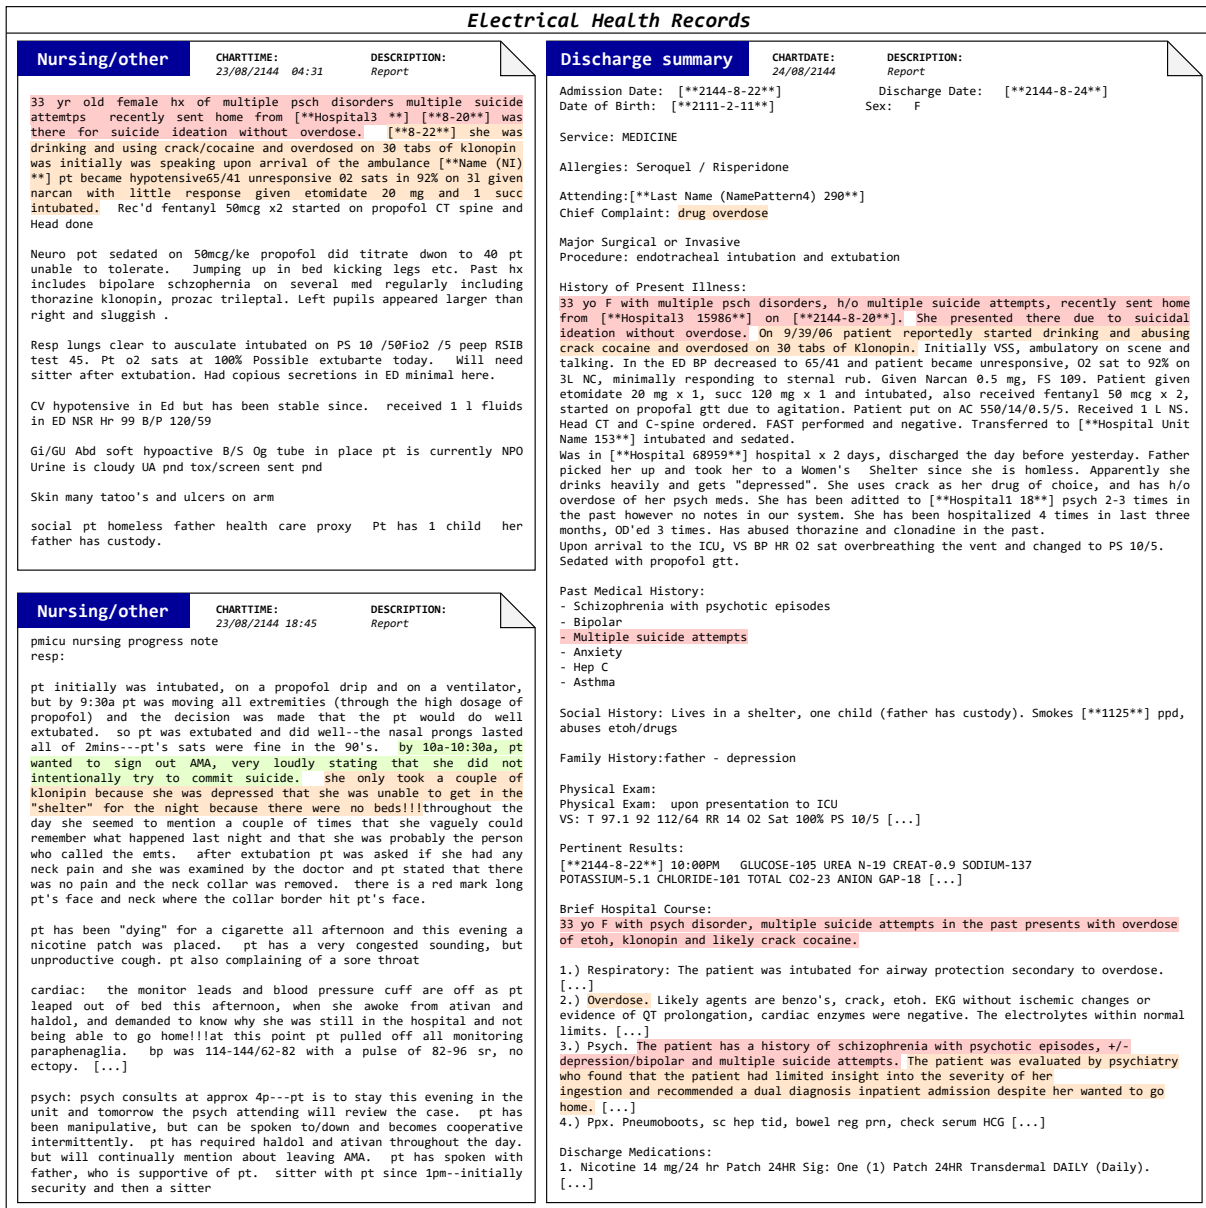 Electrical Health Records
Nursing/other
CHARTTIME:
23/08/2144 04:31
DESCRIPTION:
Report
33 yr old female hx of multiple psch disorders multiple suicide
attemtps recently sent home from [**Hospital3 **] [**8-20**] was
there for suicide ideation without overdose. [**8-22**] she was
drinking and using crack/cocaine and overdosed on 30 tabs of klonopin
was initially was speaking upon arrival of the ambulance [**Name (NI)
**] pt became hypotensive65/41 unresponsive 02 sats in 92% on 3l given
narcan with little response given etomidate 20 mg and 1 succ
intubated. Rec'd fentanyl 50mcg x2 started on propofol CT spine and
Head done
Neuro pot sedated on 50mcg/ke propofol did titrate dwon to 40 pt
unable to tolerate. Jumping up in bed kicking legs etc. Past hx
includes bipolare schzophernia on several med regularly including
thorazine klonopin, prozac trileptal. Left pupils appeared larger than
right and sluggish .
Resp lungs clear to ausculate intubated on PS 10 /50Fio2 /5 peep RSIB
test 45. Pt o2 sats at 100% Possible extubarte today. Will need
sitter after extubation. Had copious secretions in ED minimal here.
CV hypotensive in Ed but has been stable since. received 1 l fluids
in ED NSR Hr 99 B/P 120/59
Gi/GU Abd soft hypoactive B/S Og tube in place pt is currently NPO
Urine is cloudy UA pnd tox/screen sent pnd
Skin many tatoo's and ulcers on arm
social pt homeless father health care proxy Pt has 1 child her
father has custody.
Nursing/other
CHARTTIME:
23/08/2144 18:45
DESCRIPTION:
Report
pmicu nursing progress note
resp:
pt initially was intubated, on a propofol drip and on a ventilator,
but by 9:30a pt was moving all extremities (through the high dosage of
propofol) and the decision was made that the pt would do well
extubated. so pt was extubated and did well--the nasal prongs lasted
all of 2mins---pt's sats were fine in the 90's. by 10a-10:30a, pt
wanted to sign out AMA, very loudly stating that she did not
intentionally try to commit suicide. she only took a couple of
klonipin because she was depressed that she was unable to get in the
"shelter" for the night because there were no beds!!!throughout the
day she seemed to mention a couple of times that she vaguely could
remember what happened last night and that she was probably the person
who called the emts. after extubation pt was asked if she had any
neck pain and she was examined by the doctor and pt stated that there
was no pain and the neck collar was removed. there is a red mark long
pt's face and neck where the collar border hit pt's face.
pt has been "dying" for a cigarette all afternoon and this evening a
nicotine patch was placed. pt has a very congested sounding, but
unproductive cough. pt also complaining of a sore throat
cardiac: the monitor leads and blood pressure cuff are off as pt
leaped out of bed this afternoon, when she awoke from ativan and
haldol, and demanded to know why she was still in the hospital and not
being able to go home!!!at this point pt pulled off all monitoring
paraphenaglia. bp was 114-144/62-82 with a pulse of 82-96 sr, no
ectopy. [...]
psych: psych consults at approx 4p---pt is to stay this evening in the
unit and tomorrow the psych attending will review the case. pt has
been manipulative, but can be spoken to/down and becomes cooperative
intermittently. pt has required haldol and ativan throughout the day.
but will continually mention about leaving AMA. pt has spoken with
father, who is supportive of pt. sitter with pt since 1pm--initially
security and then a sitter
Discharge summary
CHARTDATE:
24/08/2144
DESCRIPTION:
Report
Admission Date: [**2144-8-22**] Discharge Date: [**2144-8-24**]
Date of Birth: [**2111-2-11**] Sex: F
Service: MEDICINE
Allergies: Seroquel / Risperidone
Attending:[**Last Name (NamePattern4) 290**]
Chief Complaint: drug overdose
Major Surgical or Invasive
Procedure: endotracheal intubation and extubation
History of Present Illness:
33 yo F with multiple psch disorders, h/o multiple suicide attempts, recently sent home
from [**Hospital3 15986**] on [**2144-8-20**]. She presented there due to suicidal
ideation without overdose. On 9/39/06 patient reportedly started drinking and abusing
crack cocaine and overdosed on 30 tabs of Klonopin. Initially VSS, ambulatory on scene and
talking. In the ED BP decreased to 65/41 and patient became unresponsive, O2 sat to 92% on
3L NC, minimally responding to sternal rub. Given Narcan 0.5 mg, FS 109. Patient given
etomidate 20 mg x 1, succ 120 mg x 1 and intubated, also received fentanyl 50 mcg x 2,
started on propofal gtt due to agitation. Patient put on AC 550/14/0.5/5. Received 1 L NS.
Head CT and C-spine ordered. FAST performed and negative. Transferred to [**Hospital Unit
Name 153**] intubated and sedated.
Was in [**Hospital 68959**] hospital x 2 days, discharged the day before yesterday. Father
picked her up and took her to a Women's Shelter since she is homless. Apparently she
drinks heavily and gets "depressed". She uses crack as her drug of choice, and has h/o
overdose of her psych meds. She has been aditted to [**Hospital1 18**] psych 2-3 times in
the past however no notes in our system. She has been hospitalized 4 times in last three
months, OD'ed 3 times. Has abused thorazine and clonadine in the past.
Upon arrival to the ICU, VS BP HR O2 sat overbreathing the vent and changed to PS 10/5.
Sedated with propofol gtt.
Past Medical History:
- Schizophrenia with psychotic episodes
- Bipolar
- Multiple suicide attempts
- Anxiety
- Hep C
- Asthma
Social History: Lives in a shelter, one child (father has custody). Smokes [**1125**] ppd,
abuses etoh/drugs
Family History:father - depression
Physical Exam:
Physical Exam: upon presentation to ICU
VS: T 97.1 92 112/64 RR 14 O2 Sat 100% PS 10/5 [...]
Pertinent Results:
[**2144-8-22**] 10:00PM GLUCOSE-105 UREA N-19 CREAT-0.9 SODIUM-137
POTASSIUM-5.1 CHLORIDE-101 TOTAL CO2-23 ANION GAP-18 [...]
Brief Hospital Course:
33 yo F with psych disorder, multiple suicide attempts in the past presents with overdose
of etoh, klonopin and likely crack cocaine.
1.) Respiratory: The patient was intubated for airway protection secondary to overdose.
[...]
2.) Overdose. Likely agents are benzo's, crack, etoh. EKG without ischemic changes or
evidence of QT prolongation, cardiac enzymes were negative. The electrolytes within normal
limits. [...]
3.) Psych. The patient has a history of schizophrenia with psychotic episodes, +/-
depression/bipolar and multiple suicide attempts. The patient was evaluated by psychiatry
who found that the patient had limited insight into the severity of her
ingestion and recommended a dual diagnosis inpatient admission despite her wanted to go
home. [...]
4.) Ppx. Pneumoboots, sc hep tid, bowel reg prn, check serum HCG [...]
Discharge Medications:
1. Nicotine 14 mg/24 hr Patch 24HR Sig: One (1) Patch 24HR Transdermal DAILY (Daily).
[...]